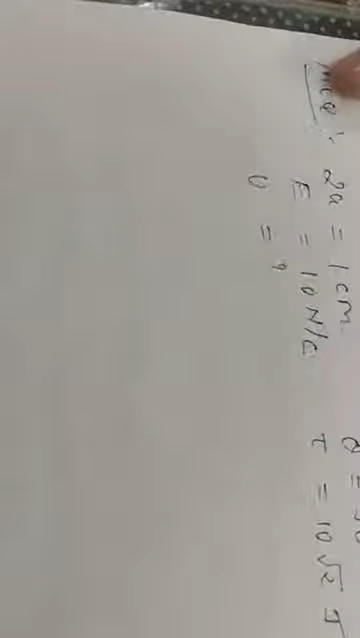 MCQ :
2a = 1 cm
E = 10 N/C
U = ?
τ = 10√2